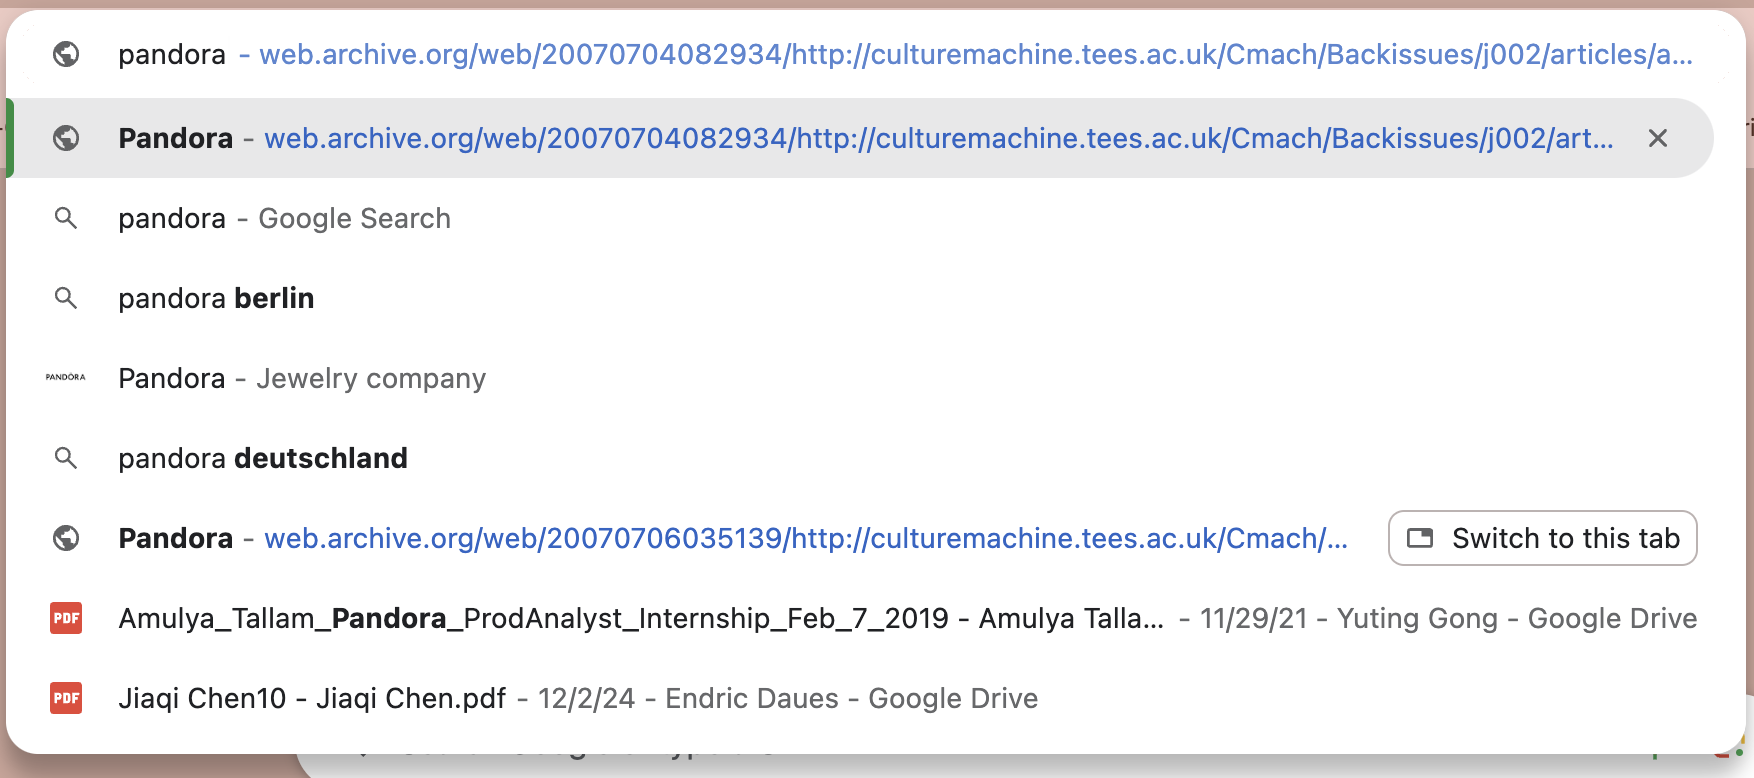 pandora - web.archive.org/web/20070704082934/http://culturemachine.tees.ac.uk/Cmach/Backissues/j002/articles/a...
Pandora - web.archive.org/web/20070704082934/http://culturemachine.tees.ac.uk/Cmach/Backissues/j002/art...
pandora - Google Search
pandora berlin
PANDÖRA Pandora - Jewelry company
pandora deutschland
Pandora - web.archive.org/web/20070706035139/http://culturemachine.tees.ac.uk/Cmach/... Switch to this tab
PDF Amulya_Tallam_Pandora_ProdAnalyst_Internship_Feb_7_2019 - Amulya Talla... - 11/29/21 - Yuting Gong - Google Drive
PDF Jiaqi Chen10 - Jiaqi Chen.pdf - 12/2/24 - Endric Daues - Google Drive